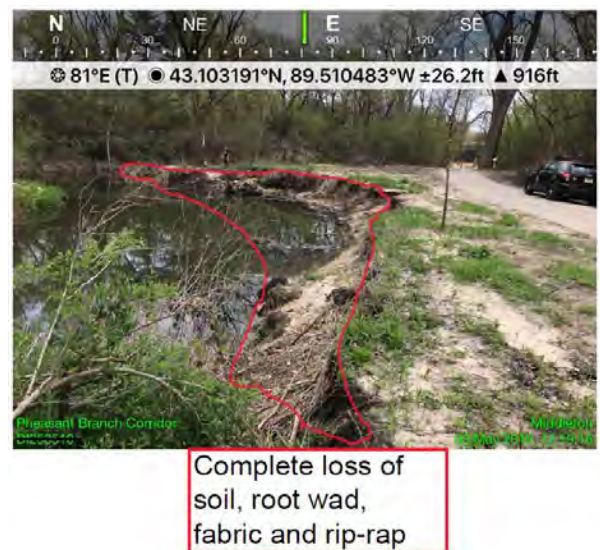 N NE E SE
0 30 60 90 120 150
81°E (T) 43.103191°N, 89.510483°W ±26.2ft ▲ 916ft
Pheasant Branch Corridor
Middleton
Complete loss of
soil, root wad,
fabric and rip-rap